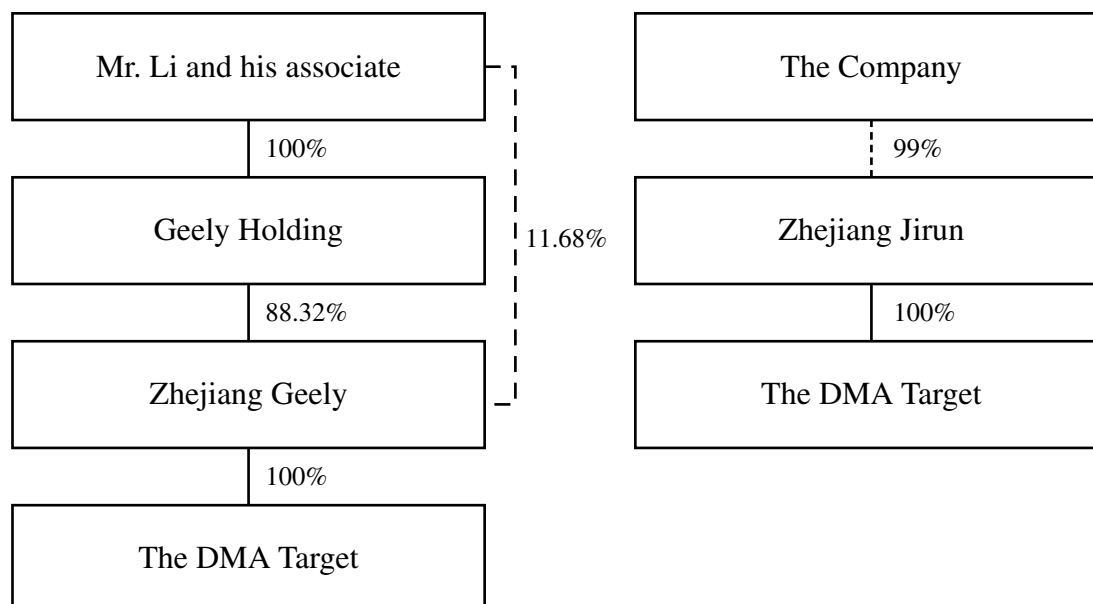 Mr. Li and his associate
100%
Geely Holding
11.68%
88.32%
Zhejiang Geely
100%
The DMA Target
The Company
99%
Zhejiang Jirun
100%
The DMA Target